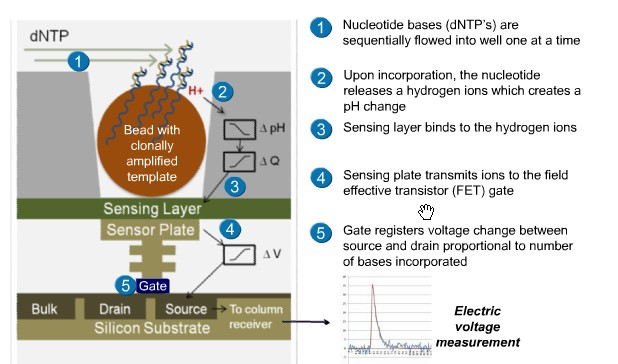 dNTP
1
H+
2
Bead with
clonally
amplified
template
Δ pH
Δ Q
3
Sensing Layer
Sensor Plate
4
Δ V
5
Gate
Bulk
Drain
Source
To column
receiver
Silicon Substrate
1 Nucleotide bases (dNTP's) are
sequentially flowed into well one at a time
2 Upon incorporation, the nucleotide
releases a hydrogen ions which creates a
pH change
3 Sensing layer binds to the hydrogen ions
4 Sensing plate transmits ions to the field
effective transistor (FET) gate
5 Gate registers voltage change between
source and drain proportional to number
of bases incorporated
Electric
voltage
measurement